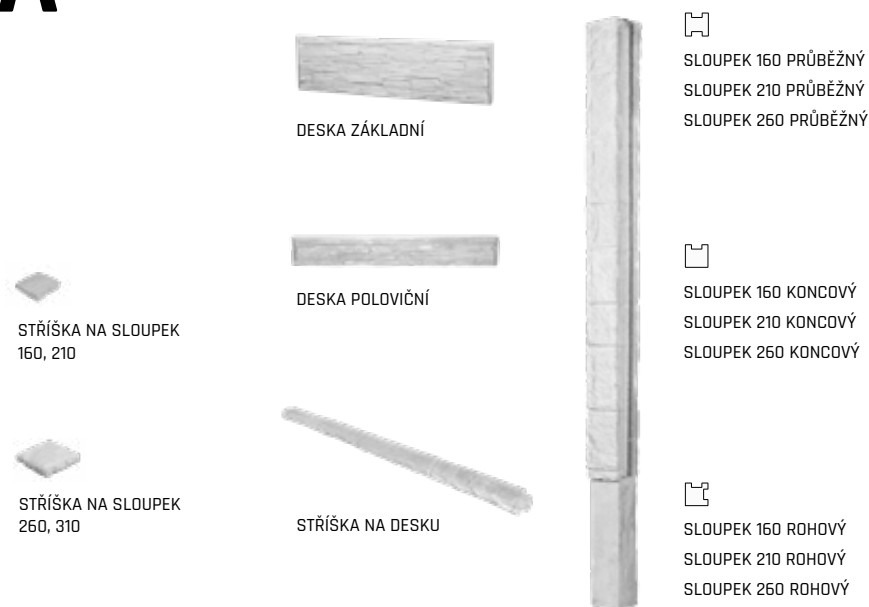 DESKA ZÁKLADNÍ
DESKA POLOVIČNÍ
STŘÍŠKA NA SLOUPEK
160, 210
STŘÍŠKA NA SLOUPEK
260, 310
STŘÍŠKA NA DESKU
SLOUPEK 160 PRŮBĚŽNÝ
SLOUPEK 210 PRŮBĚŽNÝ
SLOUPEK 260 PRŮBĚŽNÝ
SLOUPEK 160 KONCOVÝ
SLOUPEK 210 KONCOVÝ
SLOUPEK 260 KONCOVÝ
SLOUPEK 160 ROHOVÝ
SLOUPEK 210 ROHOVÝ
SLOUPEK 260 ROHOVÝ